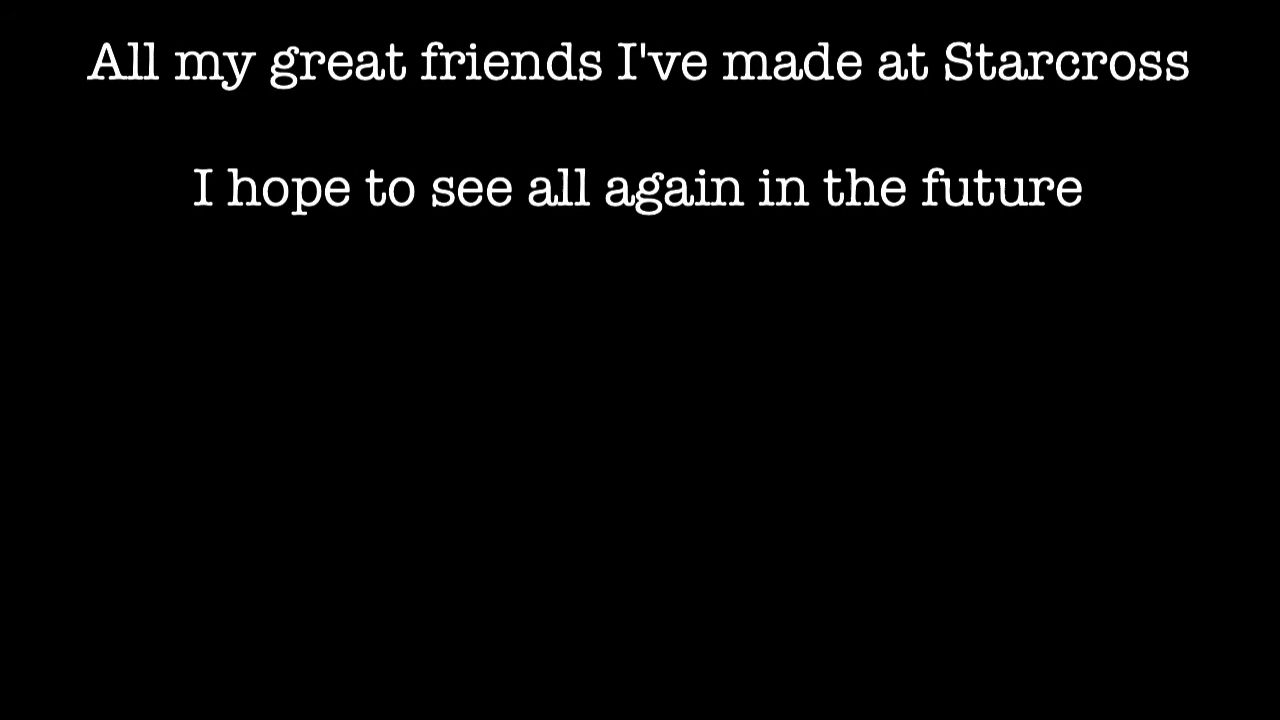 All my great friends I've made at Starcross
I hope to see all again in the future